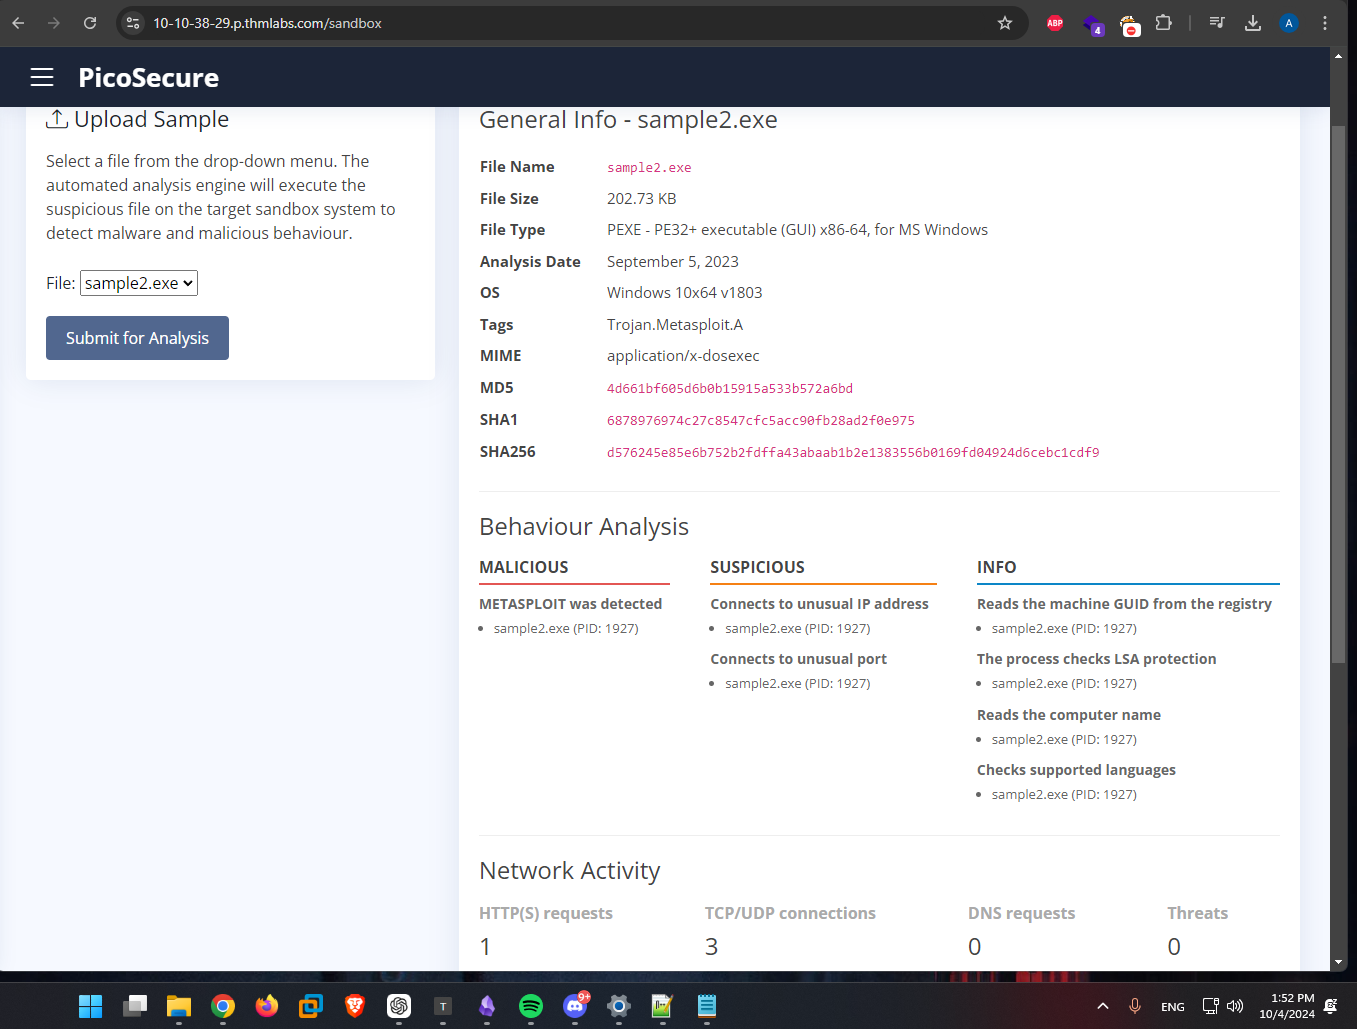 10-10-38-29.p.thmlabs.com/sandbox
ABP
4
A
PicoSecure
Upload Sample
Select a file from the drop-down menu. The
automated analysis engine will execute the
suspicious file on the target sandbox system to
detect malware and malicious behaviour.
File: sample2.exe
Submit for Analysis
General Info - sample2.exe
File Name sample2.exe
File Size 202.73 KB
File Type PEXE - PE32+ executable (GUI) x86-64, for MS Windows
Analysis Date September 5, 2023
OS Windows 10x64 v1803
Tags Trojan.Metasploit.A
MIME application/x-dosexec
MD5 4d661bf605d6b0b15915a533b572a6bd
SHA1 6878976974c27c8547cfc5acc90fb28ad2f0e975
SHA256 d576245e85e6b752b2fdffa43abaab1b2e1383556b0169fd04924d6cebc1cdf9
Behaviour Analysis
MALICIOUS
METASPLOIT was detected
sample2.exe (PID: 1927)
SUSPICIOUS
Connects to unusual IP address
sample2.exe (PID: 1927)
Connects to unusual port
sample2.exe (PID: 1927)
INFO
Reads the machine GUID from the registry
sample2.exe (PID: 1927)
The process checks LSA protection
sample2.exe (PID: 1927)
Reads the computer name
sample2.exe (PID: 1927)
Checks supported languages
sample2.exe (PID: 1927)
Network Activity
HTTP(S) requests
1
TCP/UDP connections
3
DNS requests
0
Threats
0
T
9+
ENG
1:52 PM
10/4/2024